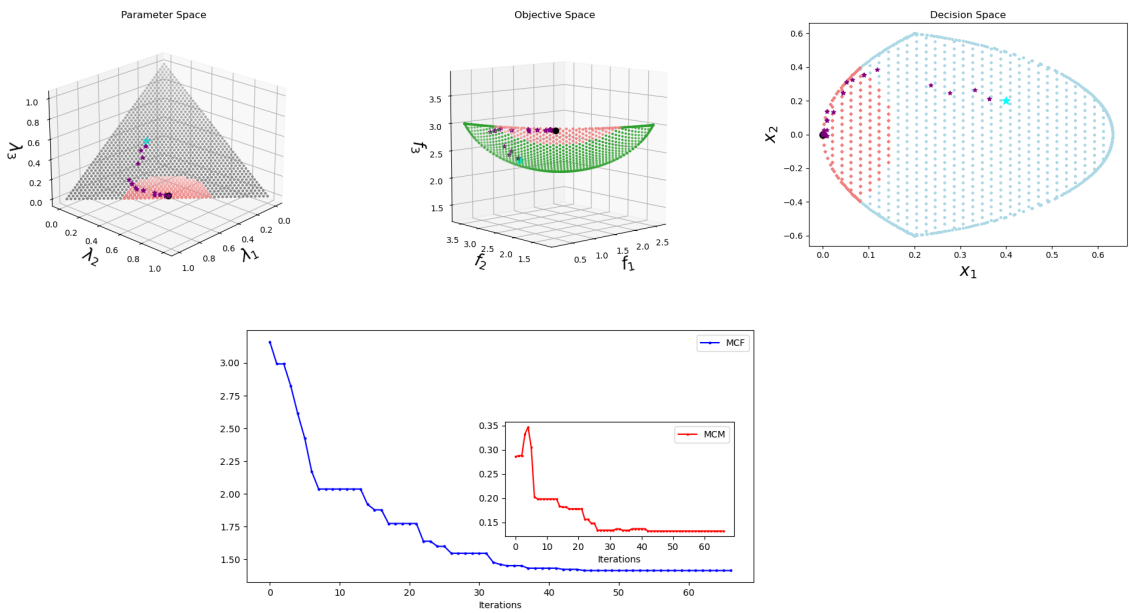 Parameter Space
1.0
0.8
0.6
0.4
0.2
0.0
λ3
0.0
0.2
0.4
0.6
0.8
1.0
λ2
0.0
0.2
0.4
0.6
0.8
1.0
λ1
Objective Space
3.5
3.0
2.5
2.0
1.5
f3
3.5
3.0
2.5
2.0
1.5
f2
0.5
1.0
1.5
2.0
2.5
f1
Decision Space
0.6
0.4
0.2
0.0
−0.2
−0.4
−0.6
x2
0.0 0.1 0.2 0.3 0.4 0.5 0.6
x1
MCF
3.00
2.75
2.50
2.25
2.00
1.75
1.50
0 10 20 30 40 50 60
Iterations
MCM
0.35
0.30
0.25
0.20
0.15
0 10 20 30 40 50 60
Iterations